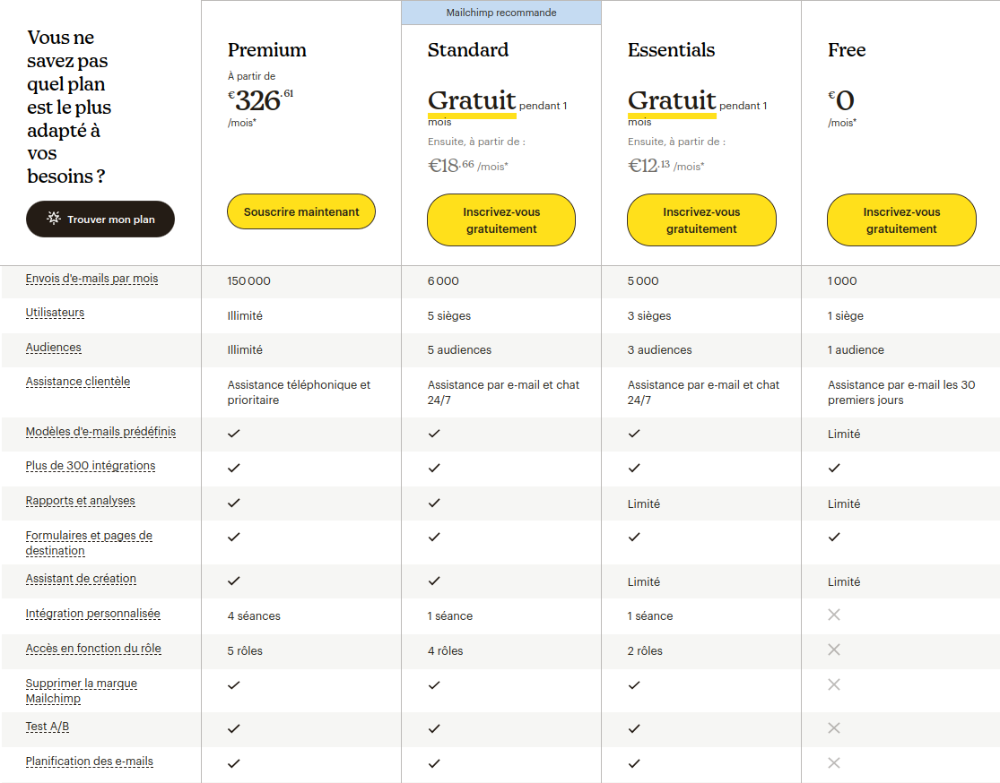 Mailchimp recommande
Vous ne
savez pas
quel plan
est le plus
adapté à
vos
besoins ?
Trouver mon plan
Premium
À partir de
€326.61
/mois*
Souscrire maintenant
Standard
Gratuit pendant 1
mois
Ensuite, à partir de :
€18.66 /mois*
Inscrivez-vous
gratuitement
Essentials
Gratuit pendant 1
mois
Ensuite, à partir de :
€12.13 /mois*
Inscrivez-vous
gratuitement
Free
€0
/mois*
Inscrivez-vous
gratuitement
Envois d'e-mails par mois 150 000 6 000 5 000 1 000
Utilisateurs Illimité 5 sièges 3 sièges 1 siège
Audiences Illimité 5 audiences 3 audiences 1 audience
Assistance clientèle Assistance téléphonique et Assistance par e-mail et chat Assistance par e-mail et chat Assistance par e-mail les 30
prioritaire 24/7 24/7 premiers jours
Modèles d'e-mails prédéfinis ✓ ✓ ✓ Limité
Plus de 300 intégrations ✓ ✓ ✓ ✓
Rapports et analyses ✓ ✓ Limité Limité
Formulaires et pages de ✓ ✓ ✓ ✓
destination
Assistant de création ✓ ✓ Limité Limité
Intégration personnalisée 4 séances 1 séance 1 séance ✕
Accès en fonction du rôle 5 rôles 4 rôles 2 rôles ✕
Supprimer la marque ✓ ✓ ✓ ✕
Mailchimp
Test A/B ✓ ✓ ✓ ✕
Planification des e-mails ✓ ✓ ✓ ✕